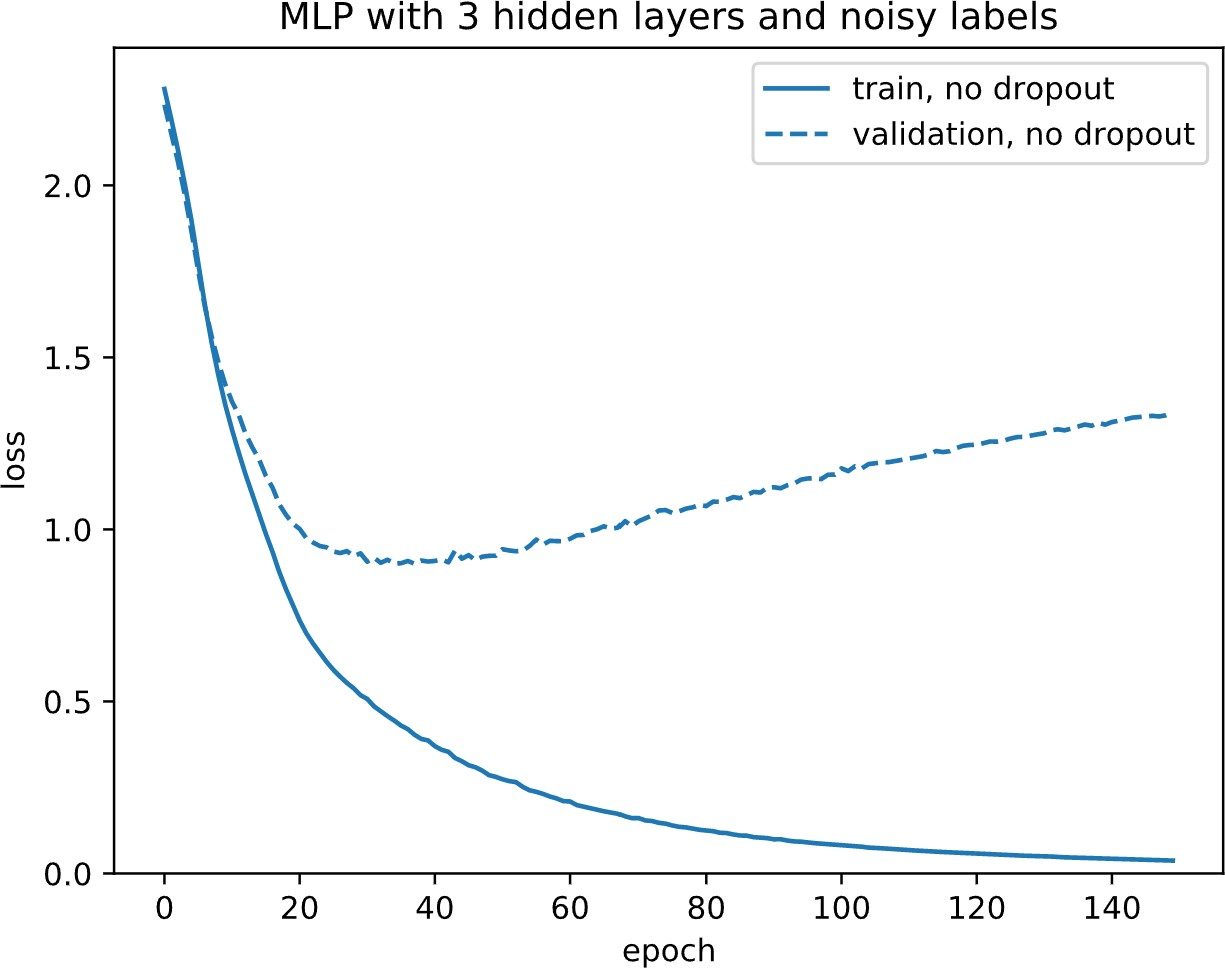 MLP with 3 hidden layers and noisy labels
train, no dropout
validation, no dropout
loss
2.0
1.5
1.0
0.5
0.0
0 20 40 60 80 100 120 140
epoch